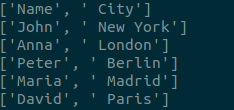 ['Name', ' City']
['John', ' New York']
['Anna', ' London']
['Peter', ' Berlin']
['Maria', ' Madrid']
['David', ' Paris']